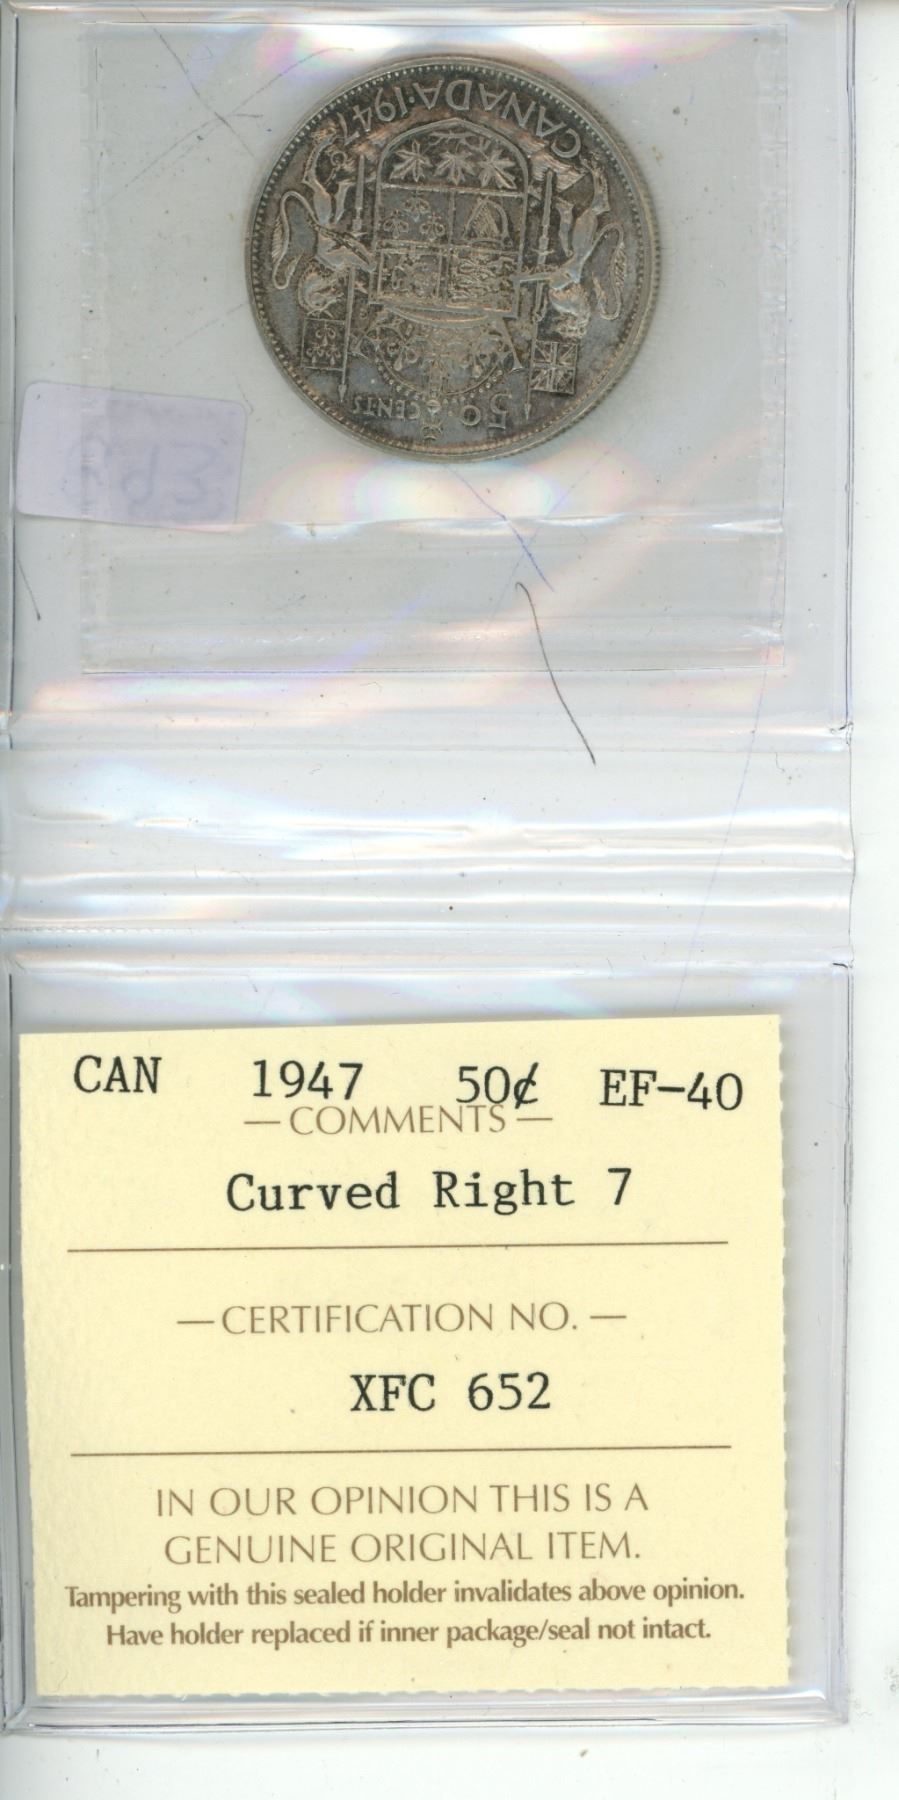 CANADA·1947
50 CENTS
CAN 1947 50¢ EF-40
— COMMENTS —
Curved Right 7
— CERTIFICATION NO. —
XFC 652
IN OUR OPINION THIS IS A
GENUINE ORIGINAL ITEM.
Tampering with this sealed holder invalidates above opinion.
Have holder replaced if inner package/seal not intact.